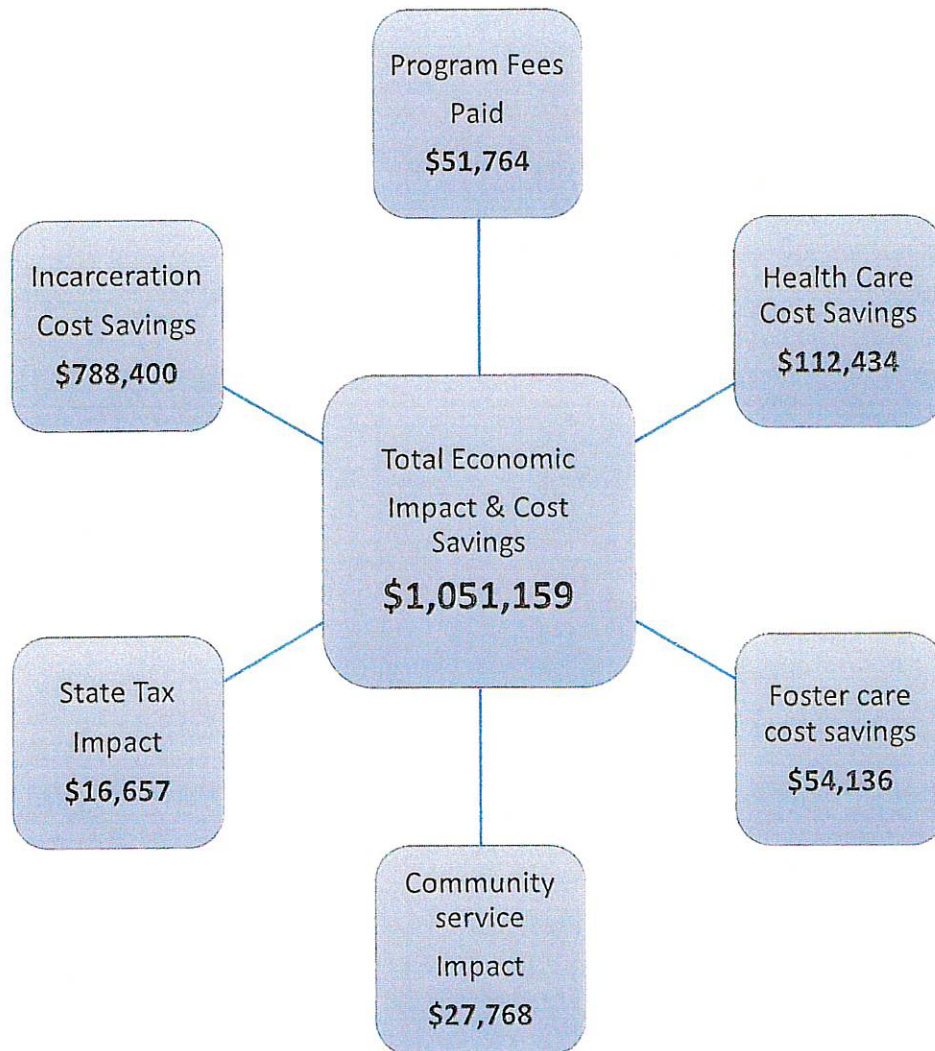 Program Fees
Paid
$51,764
Incarceration
Cost Savings
$788,400
Health Care
Cost Savings
$112,434
Total Economic
Impact & Cost
Savings
$1,051,159
State Tax
Impact
$16,657
Foster care
cost savings
$54,136
Community
service
Impact
$27,768